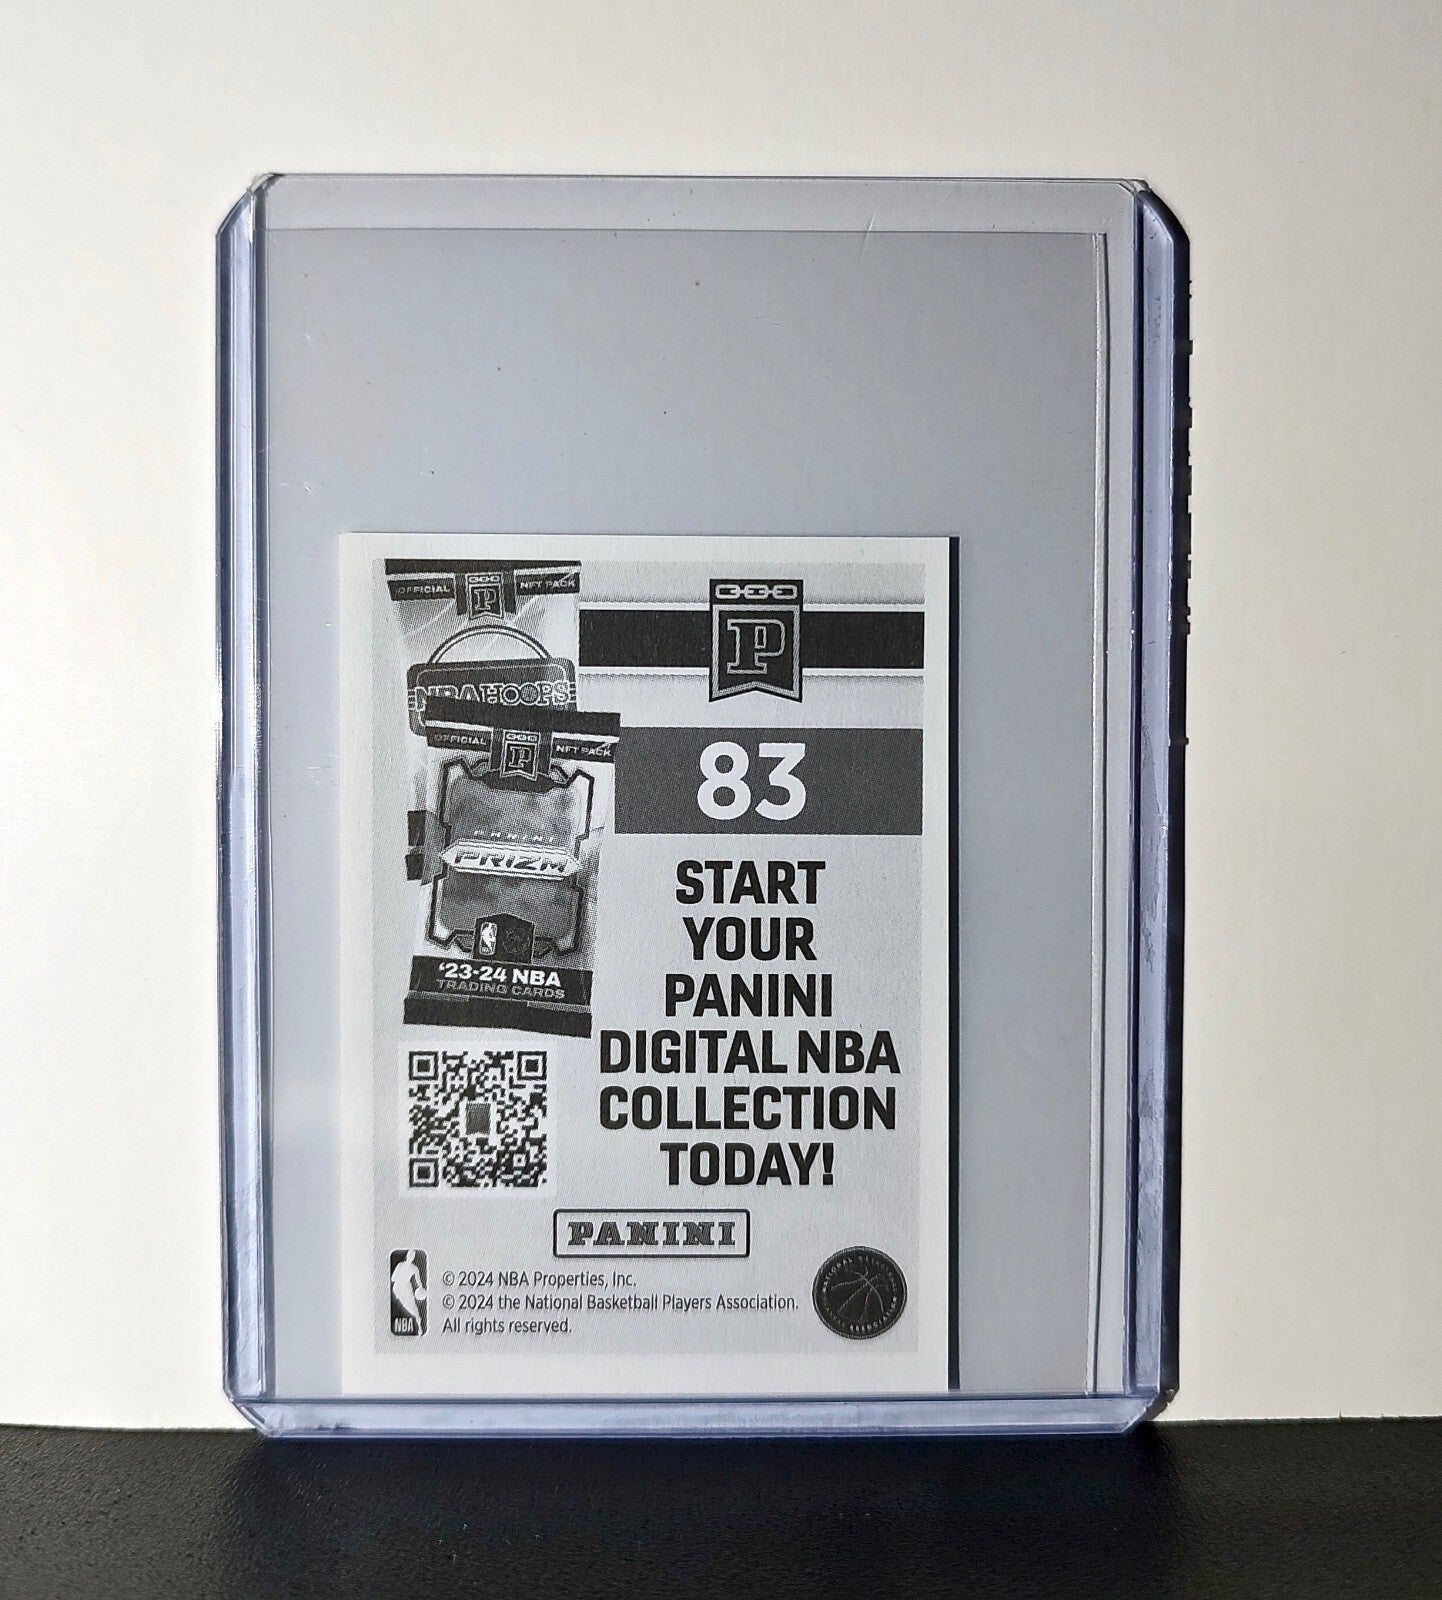 OFFICIAL P NFT PACK
NBA HOOPS
OFFICIAL P NFT PACK
PANINI
PRIZM
'23-24 NBA
TRADING CARDS
P
83
START
YOUR
PANINI
DIGITAL NBA
COLLECTION
TODAY!
PANINI
NBA
© 2024 NBA Properties, Inc.
© 2024 the National Basketball Players Association.
All rights reserved.